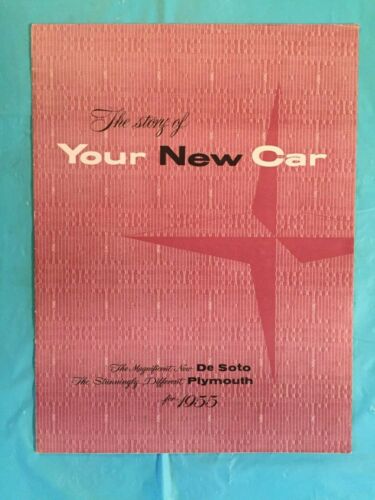 The story of
Your New Car
The Magnificent New De Soto
The Stunningly Different Plymouth
for 1955